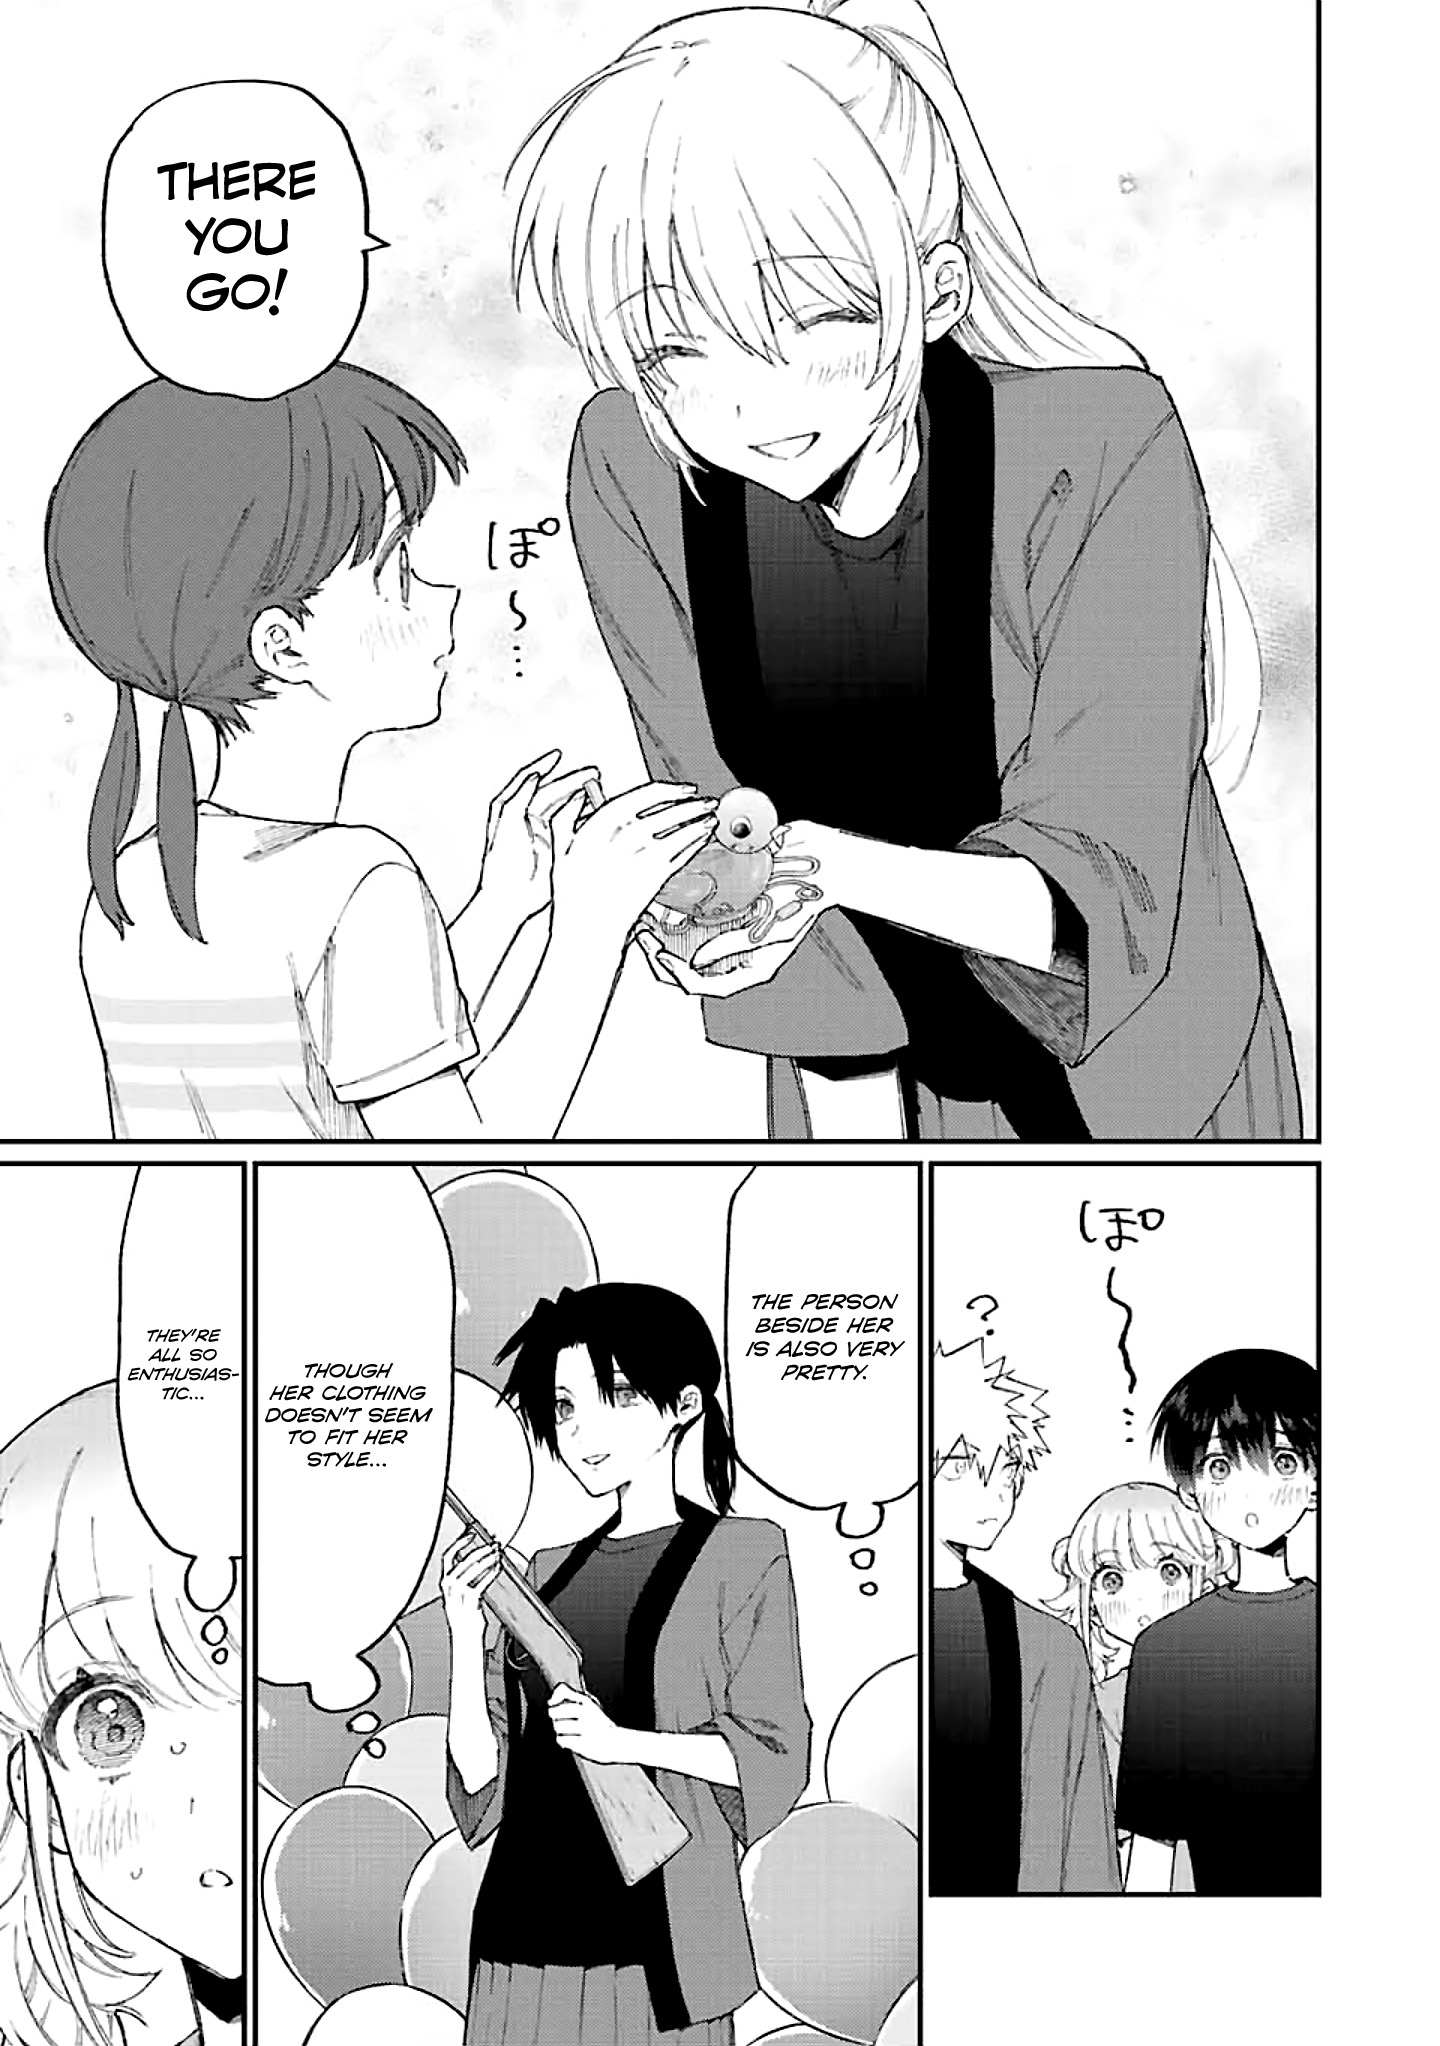 THERE
YOU
GO!
ぽ〜…
ぽ〜…
?
THE PERSON
BESIDE HER
IS ALSO VERY
PRETTY.
THOUGH
HER CLOTHING
DOESN'T SEEM
TO FIT HER
STYLE...
THEY'RE
ALL SO
ENTHUSIAS-
TIC...